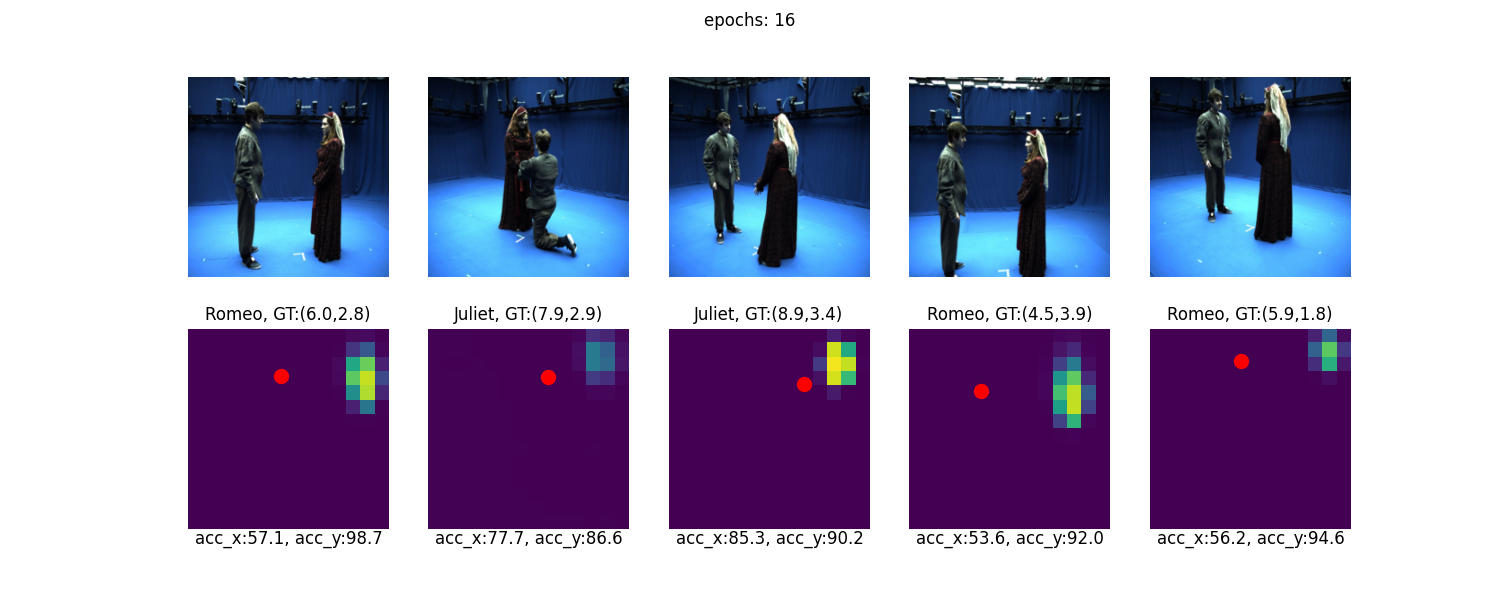 epochs: 16
Romeo, GT:(6.0,2.8)
Juliet, GT:(7.9,2.9)
Juliet, GT:(8.9,3.4)
Romeo, GT:(4.5,3.9)
Romeo, GT:(5.9,1.8)
acc_x:57.1, acc_y:98.7
acc_x:77.7, acc_y:86.6
acc_x:85.3, acc_y:90.2
acc_x:53.6, acc_y:92.0
acc_x:56.2, acc_y:94.6